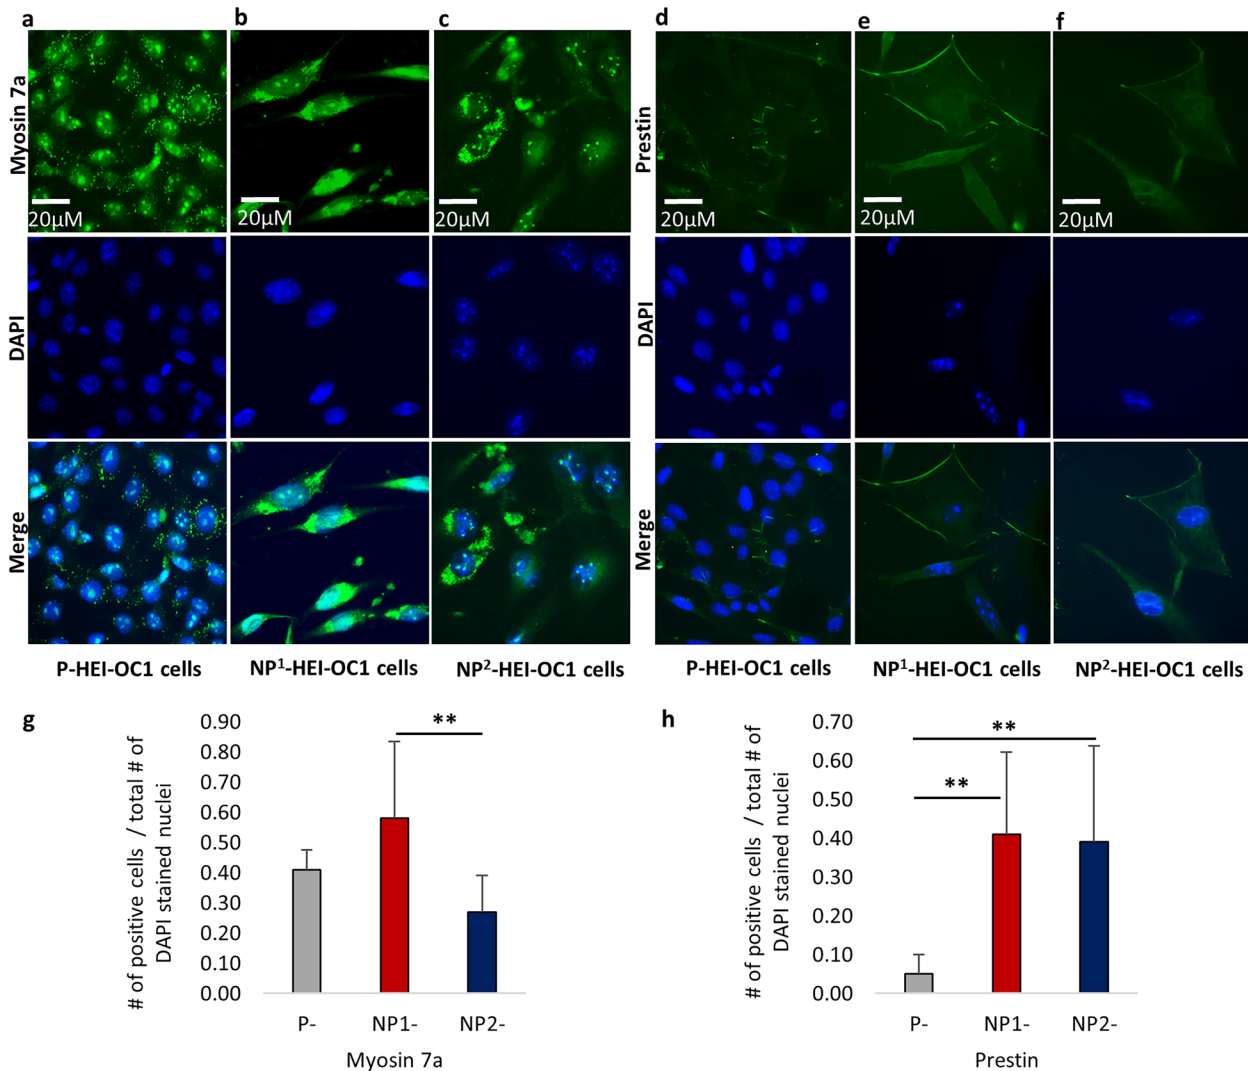 a b c d e f
Myosin 7a
20µM 20µM 20µM
Prestin
20µM 20µM 20µM
DAPI
DAPI
Merge
Merge
P-HEI-OC1 cells NP¹-HEI-OC1 cells NP²-HEI-OC1 cells P-HEI-OC1 cells NP¹-HEI-OC1 cells NP²-HEI-OC1 cells
g
# of positive cells / total # of
DAPI stained nuclei
0.90
0.80
0.70
0.60
0.50
0.40
0.30
0.20
0.10
0.00
**
P- NP1- NP2-
Myosin 7a
h
# of positive cells / total # of
DAPI stained nuclei
0.70
0.60
0.50
0.40
0.30
0.20
0.10
0.00
**
**
P- NP1- NP2-
Prestin